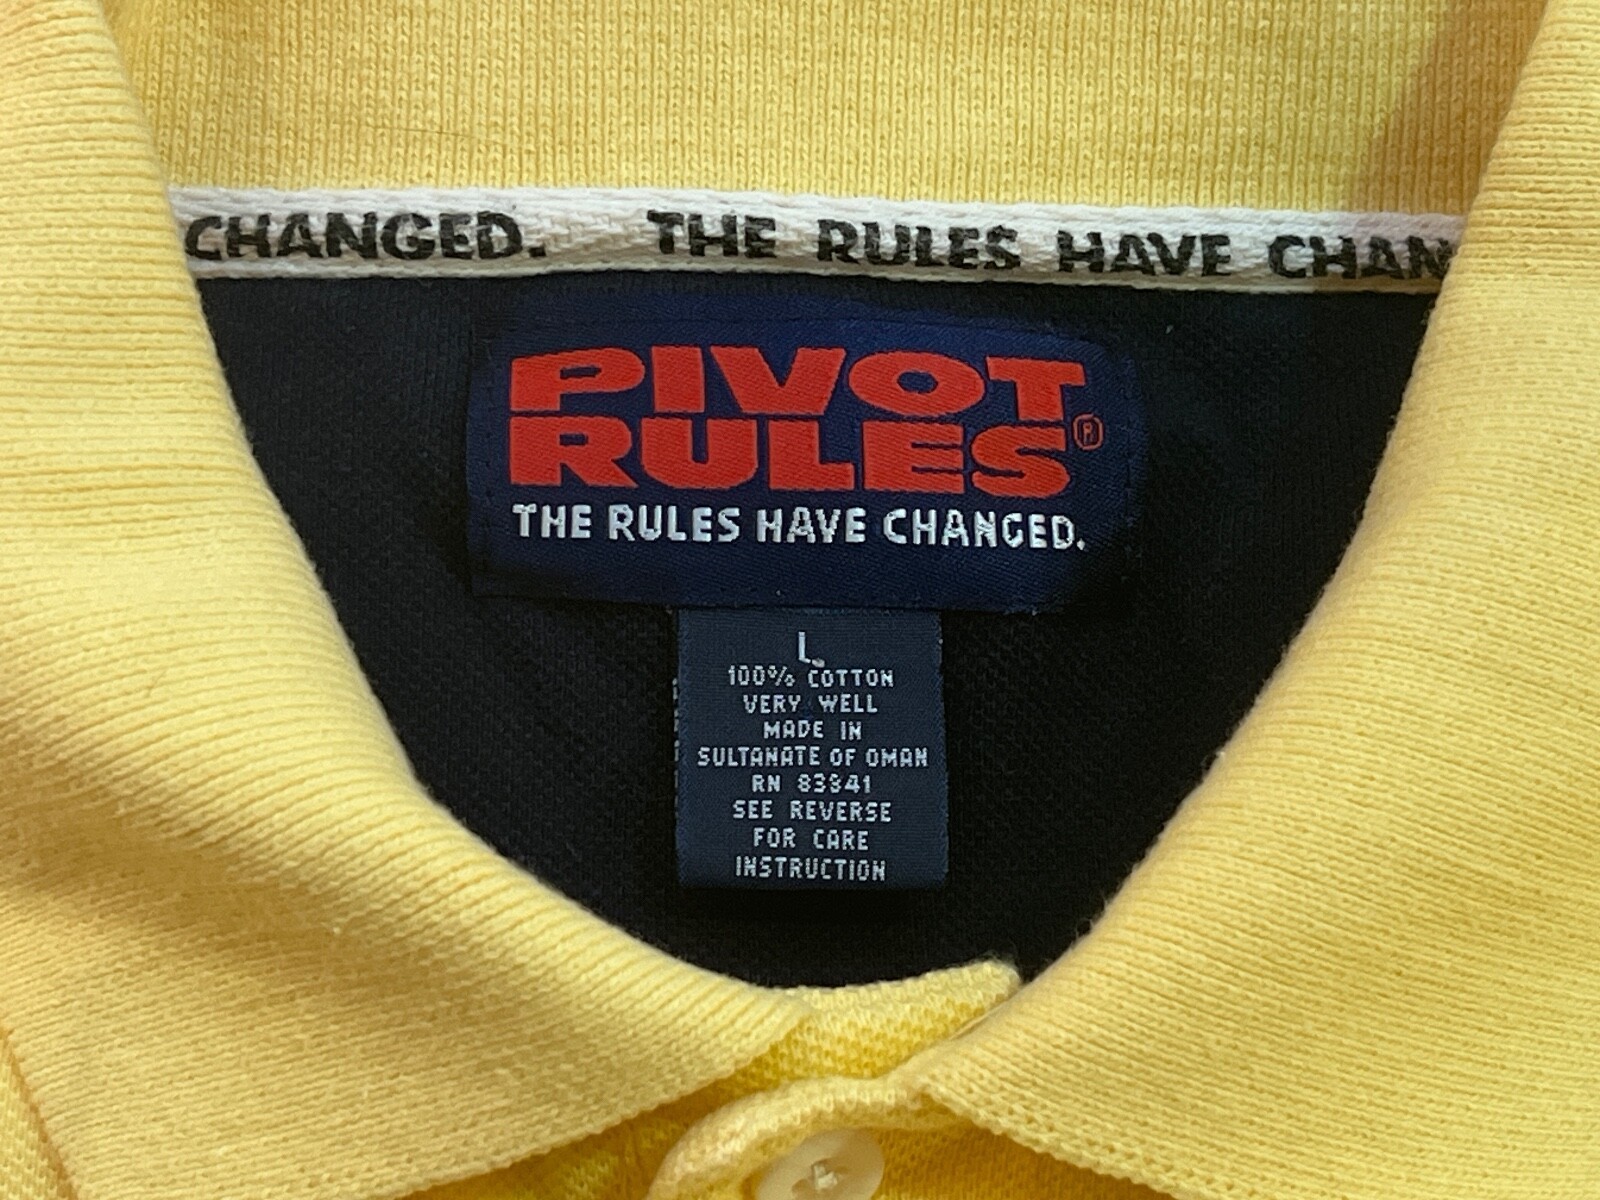 CHANGED. THE RULES HAVE CHAN
PIVOT
RULES®
THE RULES HAVE CHANGED.
L.
100% COTTON
VERY WELL
MADE IN
SULTANATE OF OMAN
RN 83341
SEE REVERSE
FOR CARE
INSTRUCTION